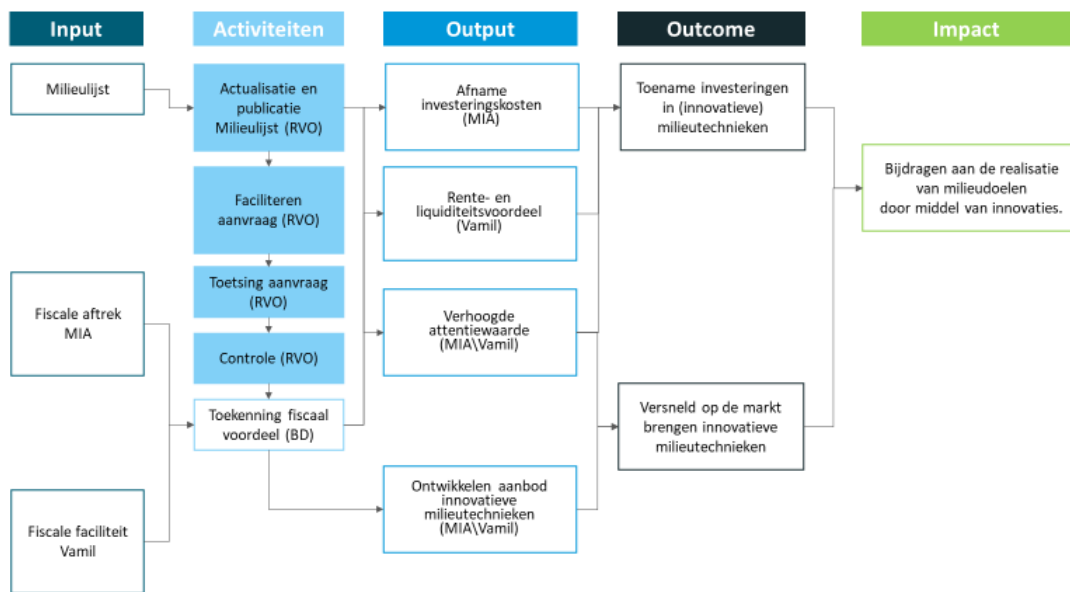 Input
Activiteiten
Output
Outcome
Impact
Milieulijst
Fiscale aftrek
MIA
Fiscale faciliteit
Vamil
Actualisatie en
publicatie
Milieulijst (RVO)
Faciliteren
aanvraag (RVO)
Toetsing aanvraag
(RVO)
Controle (RVO)
Toekenning fiscaal
voordeel (BD)
Afname
investeringskosten
(MIA)
Rente- en
liquiditeitsvoordeel
(Vamil)
Verhoogde
attentiewaarde
(MIA\Vamil)
Ontwikkelen aanbod
innovatieve
milieutechnieken
(MIA\Vamil)
Toename investeringen
in (innovatieve)
milieutechnieken
Versneld op de markt
brengen innovatieve
milieutechnieken
Bijdragen aan de realisatie
van milieudoelen
door middel van innovaties.